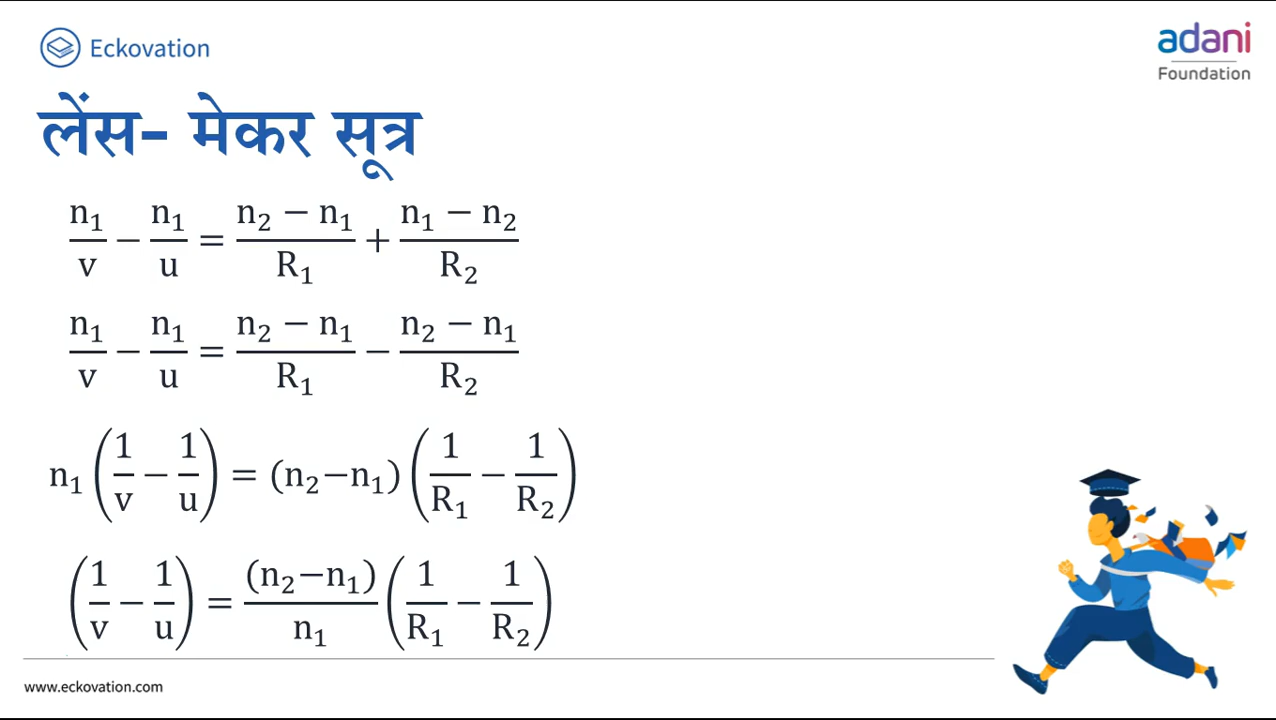 Eckovation
adani
Foundation
लेंस- मेकर सूत्र
n₁/v − n₁/u = (n₂ − n₁)/R₁ + (n₁ − n₂)/R₂
n₁/v − n₁/u = (n₂ − n₁)/R₁ − (n₂ − n₁)/R₂
n₁(1/v − 1/u) = (n₂−n₁)(1/R₁ − 1/R₂)
(1/v − 1/u) = (n₂−n₁)/n₁ (1/R₁ − 1/R₂)
www.eckovation.com